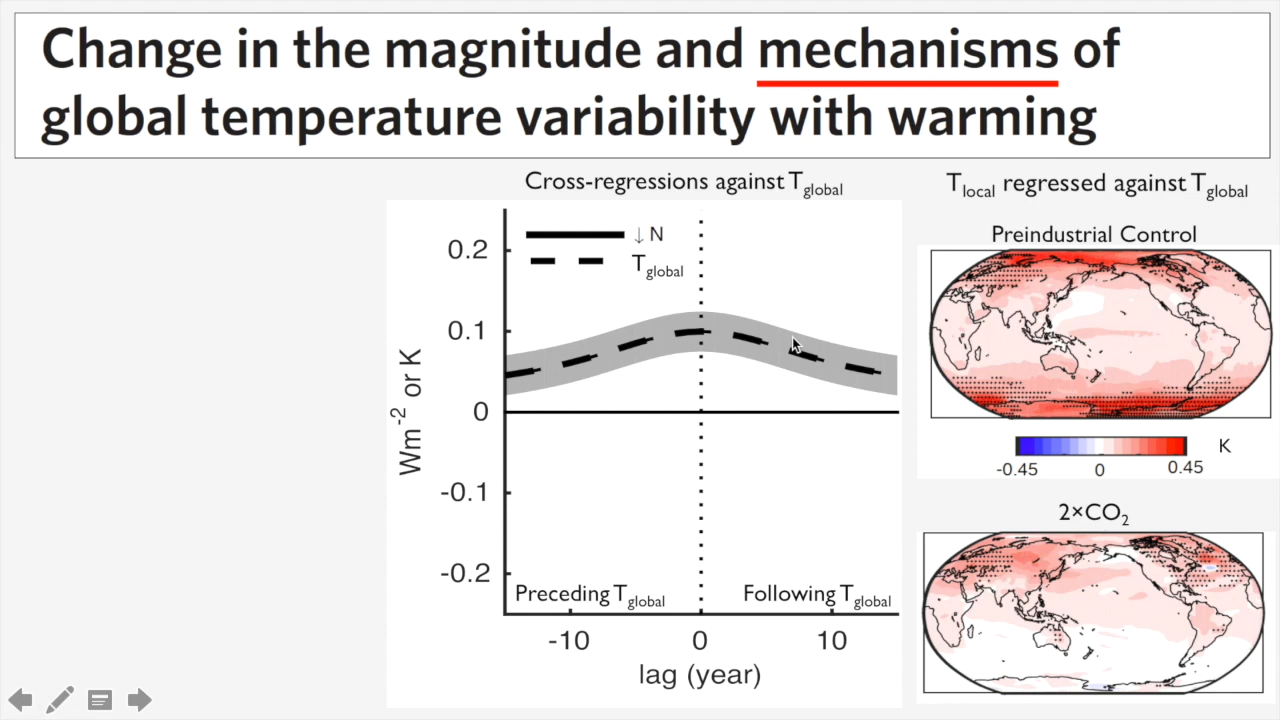 Change in the magnitude and mechanisms of
global temperature variability with warming
Cross-regressions against Tglobal
↓ N
Tglobal
Wm-2 or K
0.2
0.1
0
-0.1
-0.2
Preceding Tglobal
Following Tglobal
-10
0
10
lag (year)
Tlocal regressed against Tglobal
Preindustrial Control
K
-0.45
0
0.45
2×CO2